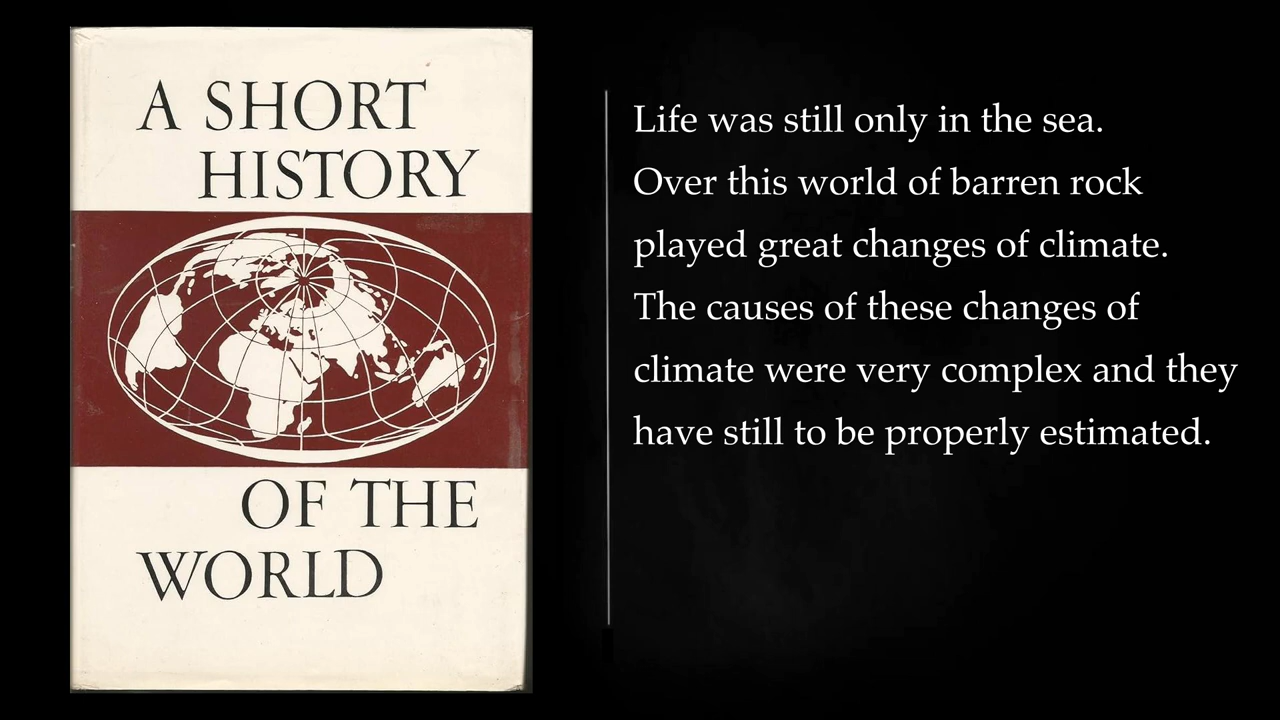 A SHORT
HISTORY
OF THE
WORLD
Life was still only in the sea.
Over this world of barren rock
played great changes of climate.
The causes of these changes of
climate were very complex and they
have still to be properly estimated.